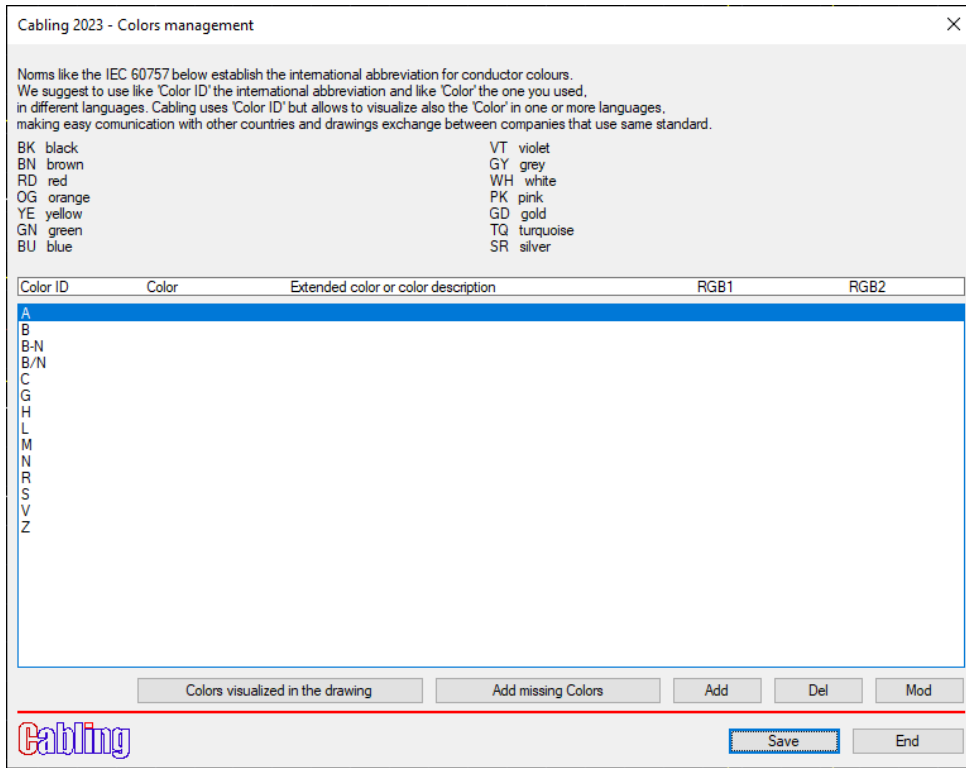 Cabling 2023 - Colors management
Norms like the IEC 60757 below establish the international abbreviation for conductor colours.
We suggest to use like 'Color ID' the international abbreviation and like 'Color' the one you used,
in different languages. Cabling uses 'Color ID' but allows to visualize also the 'Color' in one or more languages,
making easy comunication with other countries and drawings exchange between companies that use same standard.
BK black
BN brown
RD red
OG orange
YE yellow
GN green
BU blue
VT violet
GY grey
WH white
PK pink
GD gold
TQ turquoise
SR silver
Color ID Color Extended color or color description RGB1 RGB2
A
B
B-N
B/N
C
G
H
L
M
N
R
S
V
Z
Colors visualized in the drawing Add missing Colors Add Del Mod
Cabling Save End